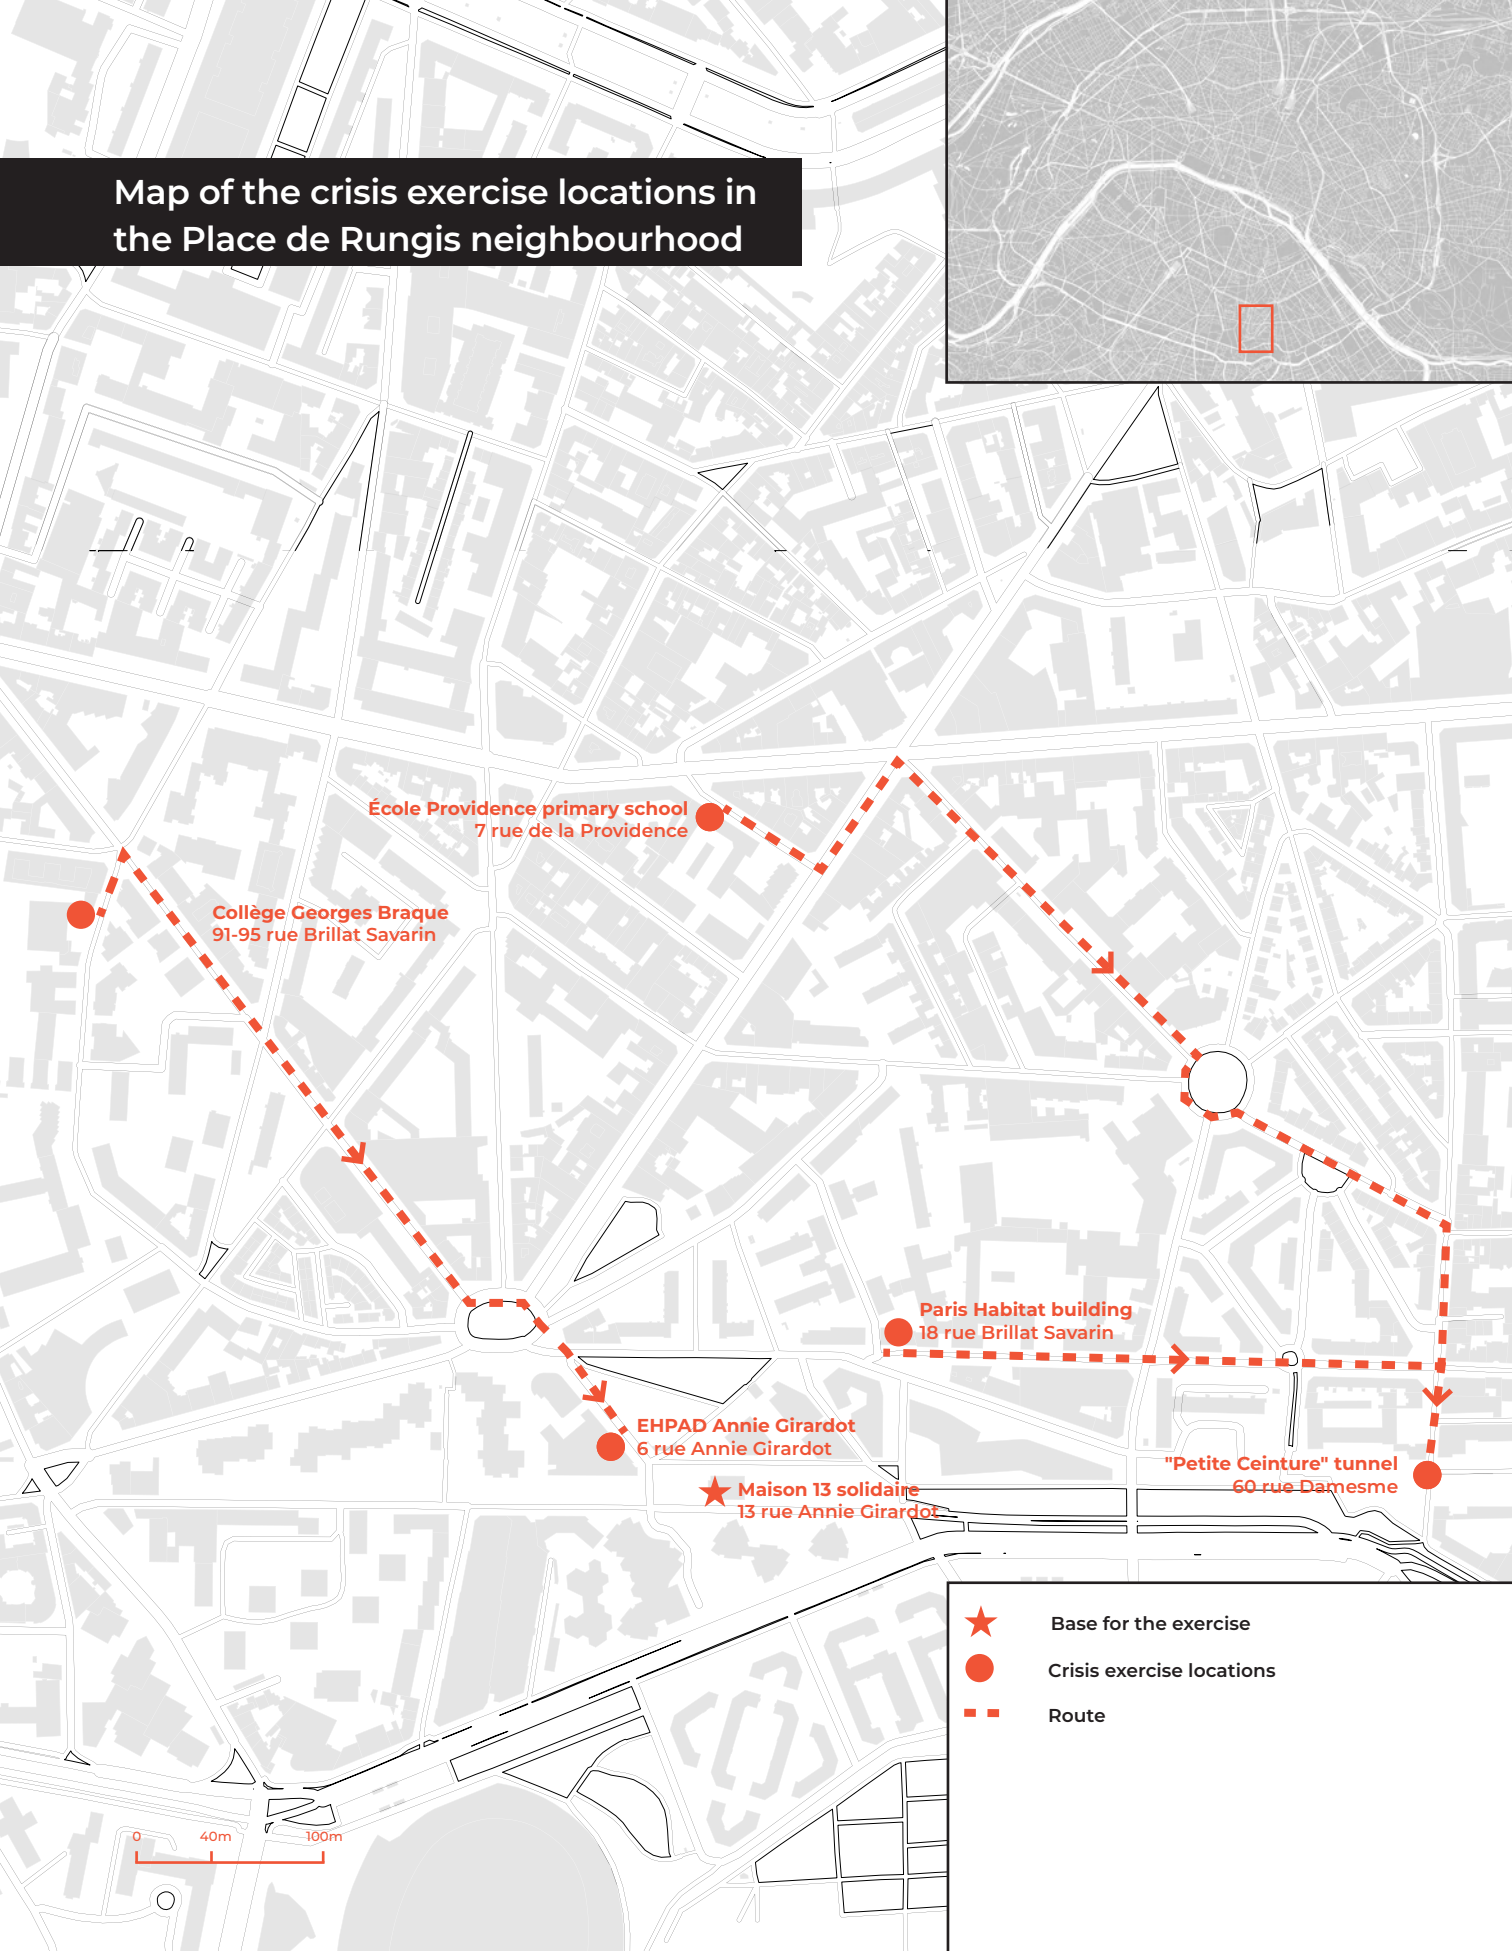 Map of the crisis exercise locations in
the Place de Rungis neighbourhood
École Providence primary school
7 rue de la Providence
Collège Georges Braque
91-95 rue Brillat Savarin
Paris Habitat building
18 rue Brillat Savarin
EHPAD Annie Girardot
6 rue Annie Girardot
"Petite Ceinture" tunnel
60 rue Damesme
Maison 13 solidaire
13 rue Annie Girardot
Base for the exercise
Crisis exercise locations
Route
0 40m 100m